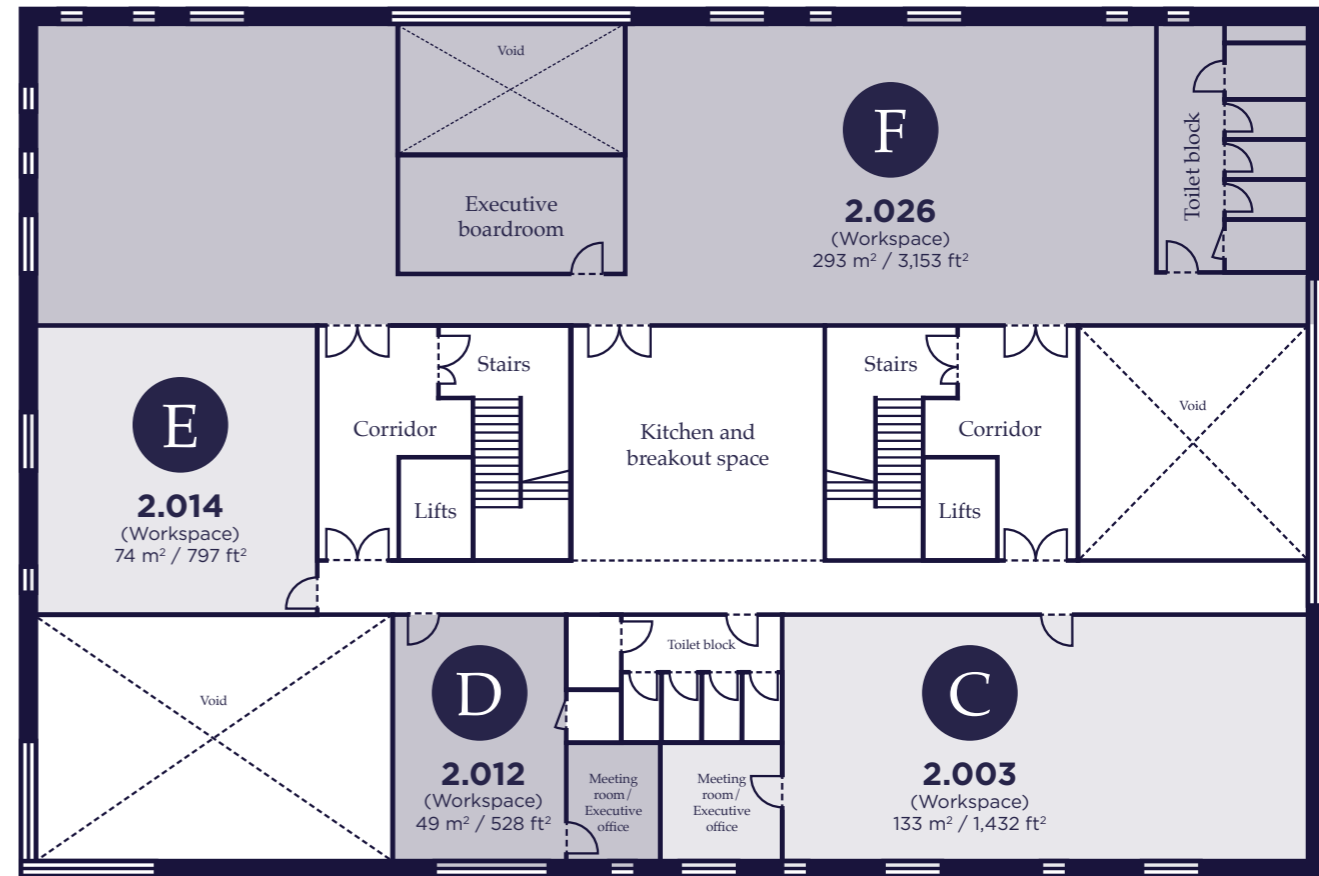 Void
F
2.026
(Workspace)
293 m² / 3,153 ft²
Toilet block
Executive
boardroom
E
2.014
(Workspace)
74 m² / 797 ft²
Corridor
Stairs
Lifts
Kitchen and
breakout space
Stairs
Corridor
Lifts
Void
Void
D
2.012
(Workspace)
49 m² / 528 ft²
Toilet block
Meeting
room/
Executive
office
Meeting
room/
Executive
office
C
2.003
(Workspace)
133 m² / 1,432 ft²